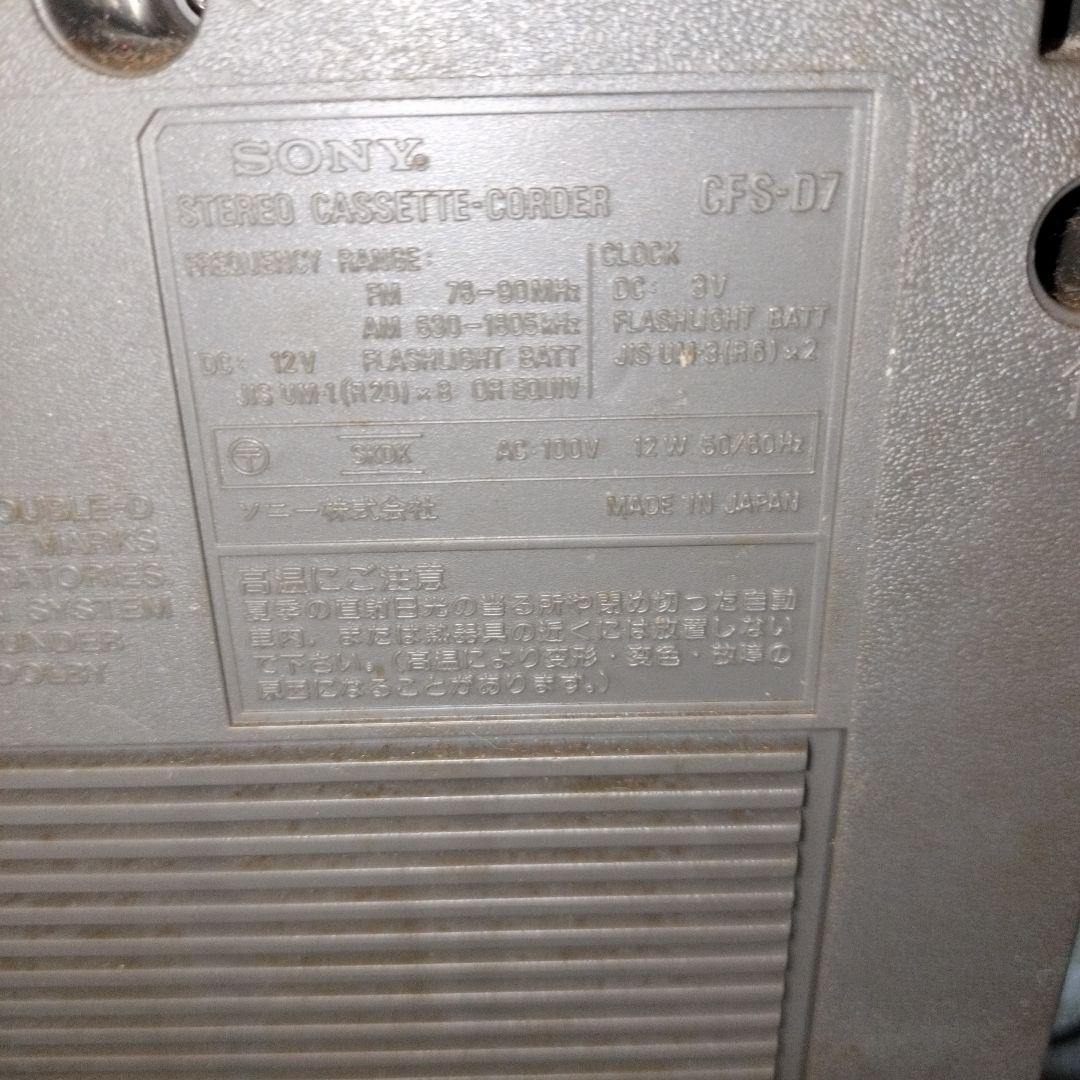 SONY®
STEREO CASSETTE-CORDER CFS-D7
FREQUENCY RANGE:
FM 76-90MHz
AM 530-1605kHz
DC: 12V FLASHLIGHT BATT
JIS UM-1(R20)×8 OR EQUIV
CLOCK
DC: 3V
FLASHLIGHT BATT
JIS UM-3(R6)×2
〒 SKOK AC:100V 12W 50/60Hz
ソニー株式会社 MADE IN JAPAN
高温にご注意
夏季の直射日光の当る所や閉め切った自動
車内、または熱器具の近くには放置しない
で下さい。(高温により変形・変色・故障の
原因になることがあります。)
DOUBLE-D
MARKS
SYSTEM
UNDER
DOLBY